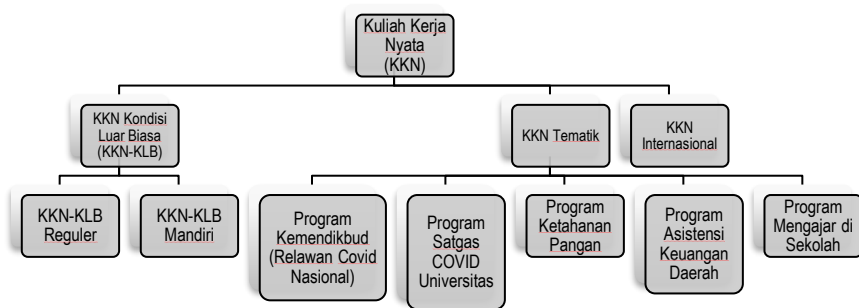 Kuliah Kerja
Nyata
(KKN)
KKN Kondisi
Luar Biasa
(KKN-KLB)
KKN Tematik
KKN
Internasional
KKN-KLB
Reguler
KKN-KLB
Mandiri
Program
Kemendikbud
(Relawan Covid
Nasional)
Program
Satgas
COVID
Universitas
Program
Ketahanan
Pangan
Program
Asistensi
Keuangan
Daerah
Program
Mengajar di
Sekolah